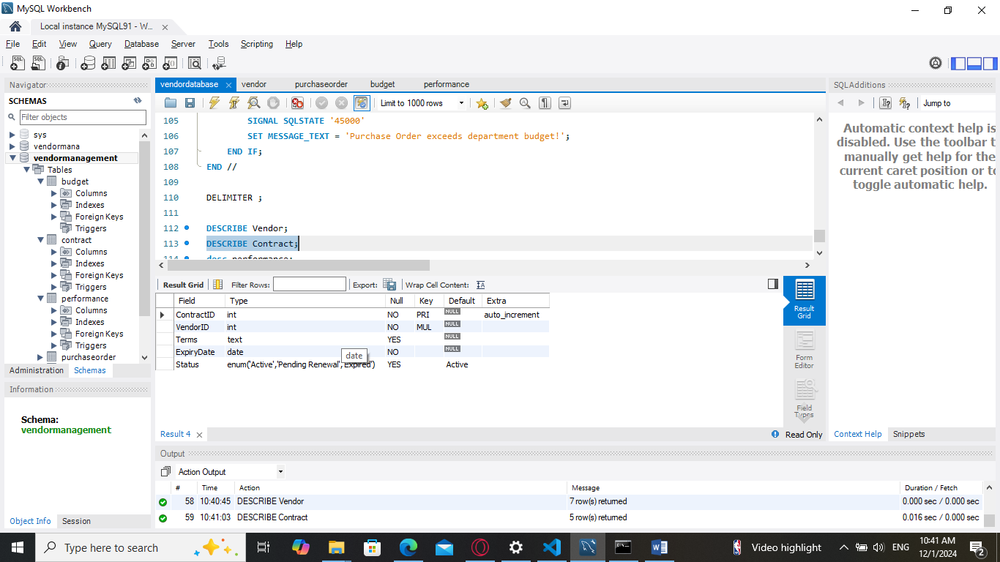 MySQL Workbench
Local instance MySQL91 - W...
File Edit View Query Database Server Tools Scripting Help
Navigator
SCHEMAS
Filter objects
sys
vendormana
vendormanagement
Tables
budget
Columns
Indexes
Foreign Keys
Triggers
contract
Columns
Indexes
Foreign Keys
Triggers
performance
Columns
Indexes
Foreign Keys
Triggers
purchaseorder
Administration Schemas
Information
Schema:
vendormanagement
Object Info Session
vendordatabase vendor purchaseorder budget performance
Limit to 1000 rows
105 SIGNAL SQLSTATE '45000'
106 SET MESSAGE_TEXT = 'Purchase Order exceeds department budget!';
107 END IF;
108 END //
109
110 DELIMITER ;
111
112 DESCRIBE Vendor;
113 DESCRIBE Contract;
114 desc performance;
Result Grid Filter Rows: Export: Wrap Cell Content:
Field Type Null Key Default Extra
ContractID int NO PRI NULL auto_increment
VendorID int NO MUL NULL
Terms text YES NULL
ExpiryDate date NO NULL
date
Status enum('Active','Pending Renewal','Expired') YES Active
Result
Grid
Form
Editor
Field
Types
Result 4 Read Only
SQLAdditions
Jump to
Automatic context help is
disabled. Use the toolbar t
manually get help for the
current caret position or to
toggle automatic help.
Context Help Snippets
Output
Action Output
# Time Action Message Duration / Fetch
58 10:40:45 DESCRIBE Vendor 7 row(s) returned 0.000 sec / 0.000 sec
59 10:41:03 DESCRIBE Contract 5 row(s) returned 0.016 sec / 0.000 sec
Type here to search
Video highlight
ENG
10:41 AM
12/1/2024
2